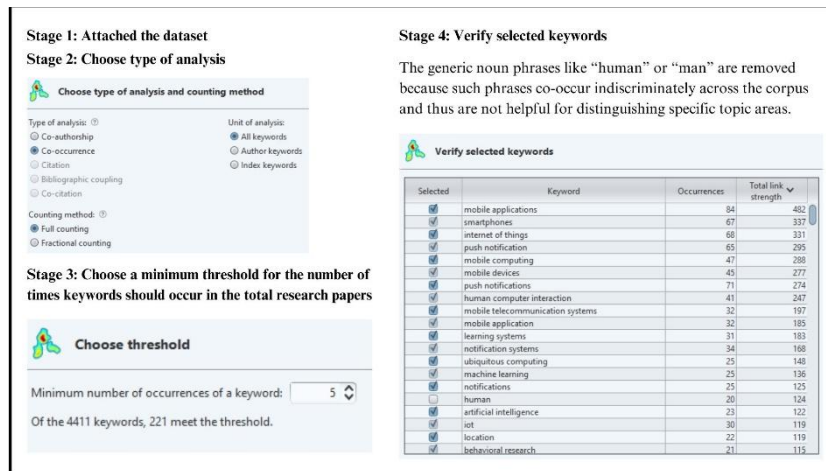 Stage 1: Attached the dataset
Stage 2: Choose type of analysis
Choose type of analysis and counting method
Type of analysis: ?
Unit of analysis:
Co-authorship
All keywords
Co-occurrence
Author keywords
Citation
Index keywords
Bibliographic coupling
Co-citation
Counting method: ?
Full counting
Fractional counting
Stage 3: Choose a minimum threshold for the number of
times keywords should occur in the total research papers
Choose threshold
Minimum number of occurrences of a keyword: 5
Of the 4411 keywords, 221 meet the threshold.
Stage 4: Verify selected keywords
The generic noun phrases like “human” or “man” are removed
because such phrases co-occur indiscriminately across the corpus
and thus are not helpful for distinguishing specific topic areas.
Verify selected keywords
Selected Keyword Occurrences Total link
strength
mobile applications 84 482
smartphones 67 337
internet of things 68 331
push notification 65 295
mobile computing 47 288
mobile devices 45 277
push notifications 71 274
human computer interaction 41 247
mobile telecommunication systems 32 197
mobile application 32 185
learning systems 31 183
notification systems 34 168
ubiquitous computing 25 148
machine learning 25 136
notifications 25 125
human 20 124
artificial intelligence 23 122
iot 30 119
location 22 119
behavioral research 21 115